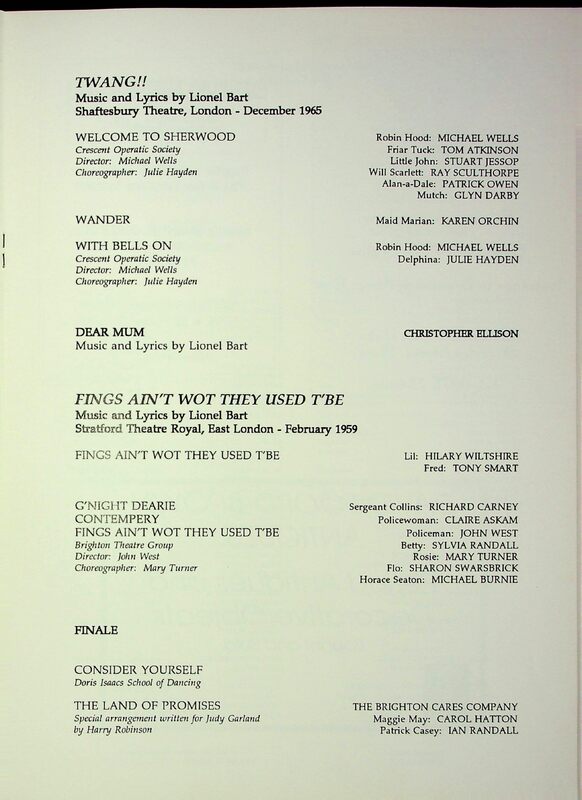 TWANG!!
Music and Lyrics by Lionel Bart
Shaftesbury Theatre, London - December 1965
WELCOME TO SHERWOOD
Crescent Operatic Society
Director: Michael Wells
Choreographer: Julie Hayden
Robin Hood: MICHAEL WELLS
Friar Tuck: TOM ATKINSON
Little John: STUART JESSOP
Will Scarlett: RAY SCULTHORPE
Alan-a-Dale: PATRICK OWEN
Mutch: GLYN DARBY
WANDER
Maid Marian: KAREN ORCHIN
WITH BELLS ON
Crescent Operatic Society
Director: Michael Wells
Choreographer: Julie Hayden
Robin Hood: MICHAEL WELLS
Delphina: JULIE HAYDEN
DEAR MUM
Music and Lyrics by Lionel Bart
CHRISTOPHER ELLISON
FINGS AIN'T WOT THEY USED T'BE
Music and Lyrics by Lionel Bart
Stratford Theatre Royal, East London - February 1959
FINGS AIN'T WOT THEY USED T'BE
Lil: HILARY WILTSHIRE
Fred: TONY SMART
G'NIGHT DEARIE
CONTEMPERY
FINGS AIN'T WOT THEY USED T'BE
Brighton Theatre Group
Director: John West
Choreographer: Mary Turner
Sergeant Collins: RICHARD CARNEY
Policewoman: CLAIRE ASKAM
Policeman: JOHN WEST
Betty: SYLVIA RANDALL
Rosie: MARY TURNER
Flo: SHARON SWARSBRICK
Horace Seaton: MICHAEL BURNIE
FINALE
CONSIDER YOURSELF
Doris Isaacs School of Dancing
THE LAND OF PROMISES
Special arrangement written for Judy Garland
by Harry Robinson
THE BRIGHTON CARES COMPANY
Maggie May: CAROL HATTON
Patrick Casey: IAN RANDALL